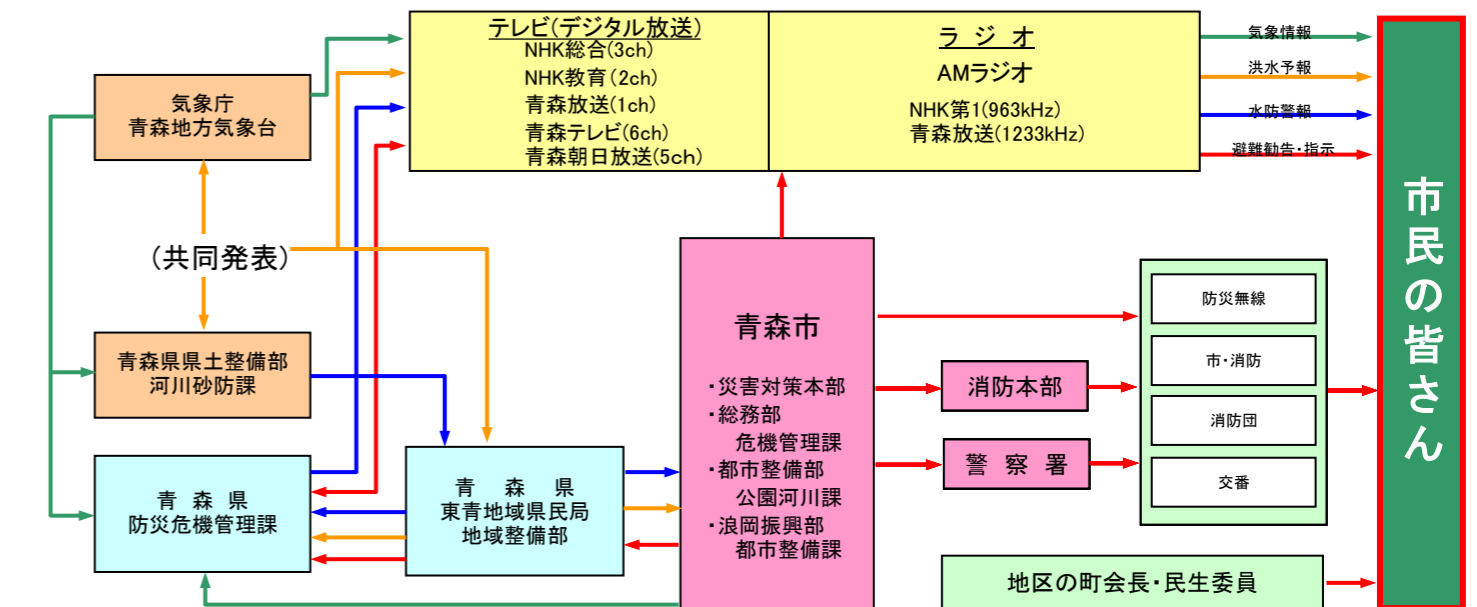 テレビ(デジタル放送)
NHK総合(3ch)
NHK教育(2ch)
青森放送(1ch)
青森テレビ(6ch)
青森朝日放送(5ch)
ラジオ
AMラジオ
NHK第1(963kHz)
青森放送(1233kHz)
気象情報
洪水予報
水防警報
避難勧告・指示
市民の皆さん
気象庁
青森地方気象台
(共同発表)
青森県県土整備部
河川砂防課
青森県
防災危機管理課
青森県
東青地域県民局
地域整備部
青森市
・災害対策本部
・総務部
危機管理課
・都市整備部
公園河川課
・浪岡振興部
都市整備課
消防本部
警察署
防災無線
市・消防
消防団
交番
地区の町会長・民生委員